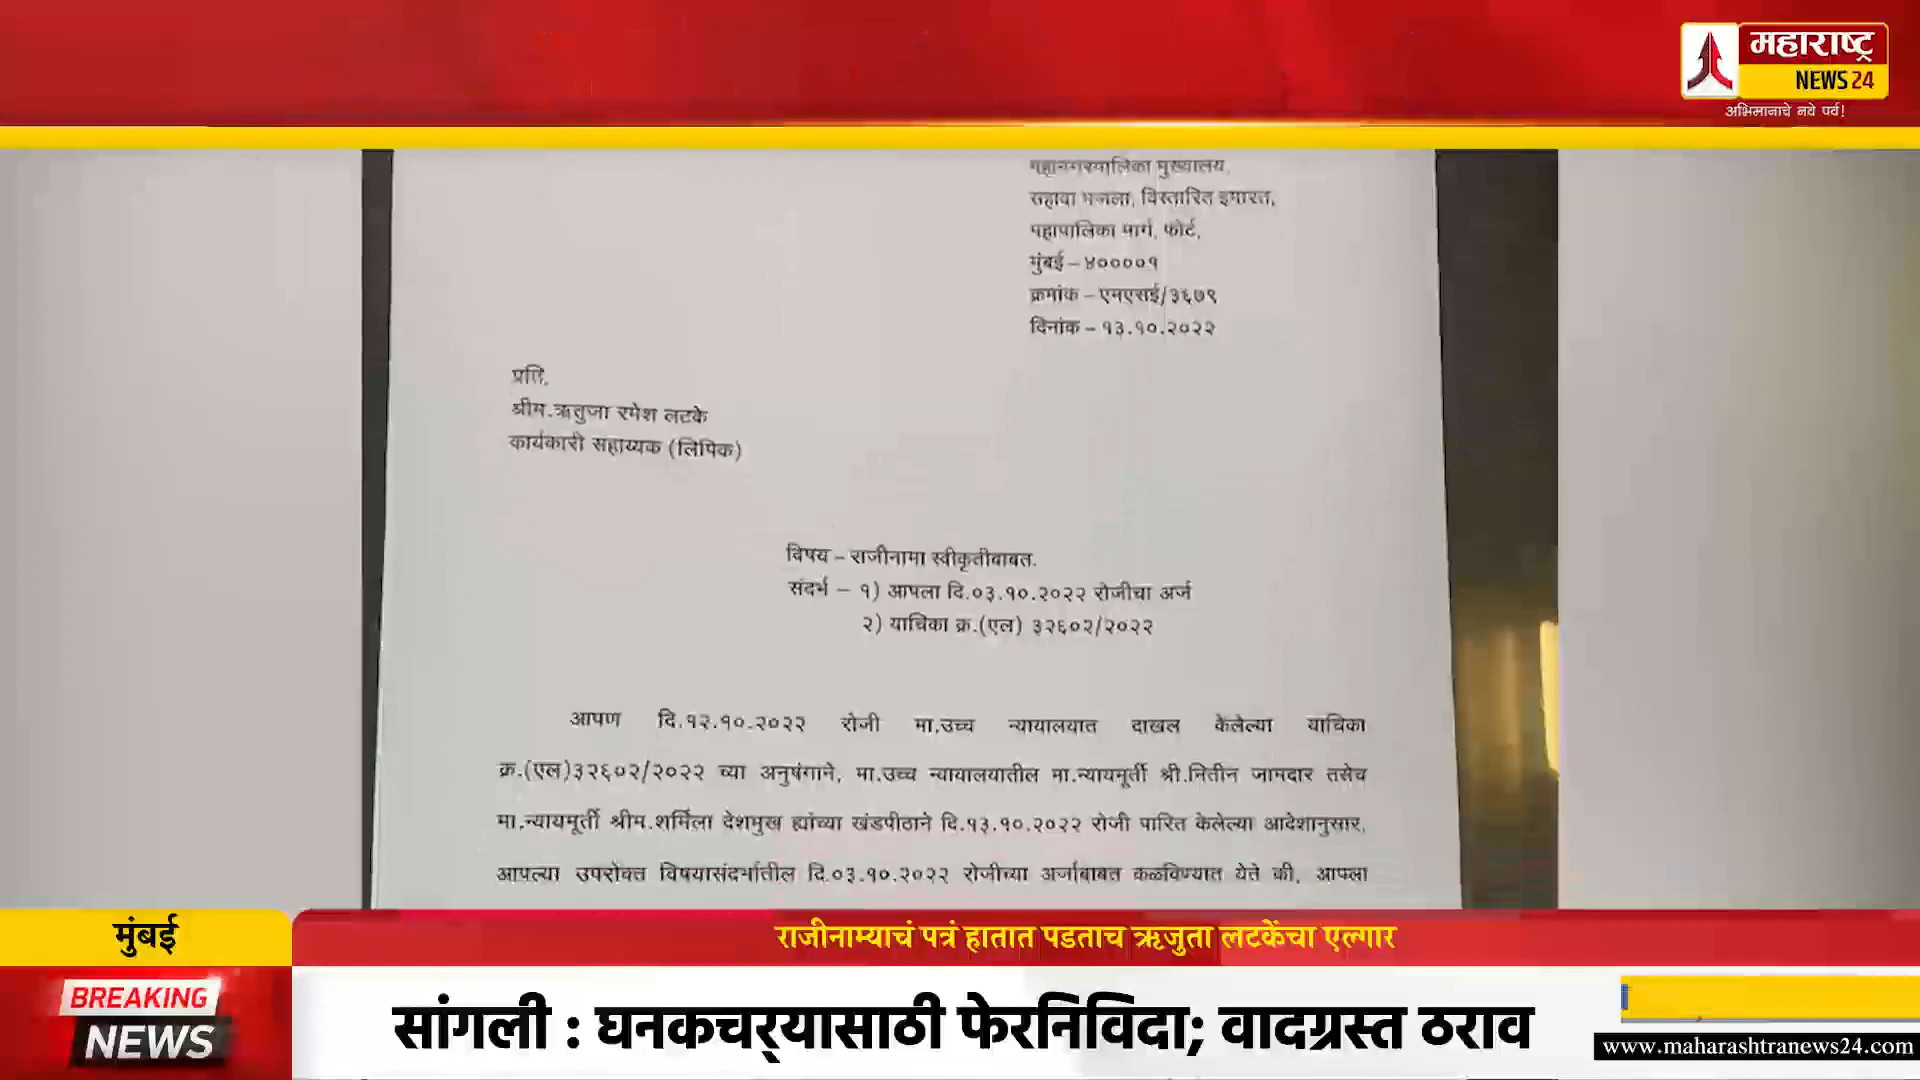 महाराष्ट्र
NEWS 24
अभिमानाचे नवे पर्व!
महानगरपालिका मुख्यालय,
सहावा मजला, विस्तारित इमारत,
महापालिका मार्ग, फोर्ट,
मुंबई – ४००००१
क्रमांक – एमएसई/३६७९
दिनांक – १३.१०.२०२२
प्रति,
श्रीम.ऋतुजा रमेश लटके
कार्यकारी सहाय्यक (लिपिक)
विषय – राजीनामा स्वीकृतीबाबत.
संदर्भ – १) आपला दि.०३.१०.२०२२ रोजीचा अर्ज
२) याचिका क्र.(एल) ३२६०२/२०२२
आपण दि.१२.१०.२०२२ रोजी मा.उच्च न्यायालयात दाखल केलेल्या याचिका
क्र.(एल)३२६०२/२०२२ च्या अनुषंगाने, मा.उच्च न्यायालयातील मा.न्यायमूर्ती श्री.नितीन जामदार तसेच
मा.न्यायमूर्ती श्रीम.शर्मिला देशमुख ह्यांच्या खंडपीठाने दि.१३.१०.२०२२ रोजी पारित केलेल्या आदेशानुसार,
आपल्या उपरोक्त विषयासंदर्भातील दि.०३.१०.२०२२ रोजीच्या अर्जाबाबत कळविण्यात येते की, आपला
मुंबई
राजीनाम्याचं पत्रं हातात पडताच ऋजुता लटकेंचा एल्गार
BREAKING
NEWS
सांगली : घनकचऱ्यासाठी फेरनिविदा; वादग्रस्त ठराव
www.maharashtranews24.com